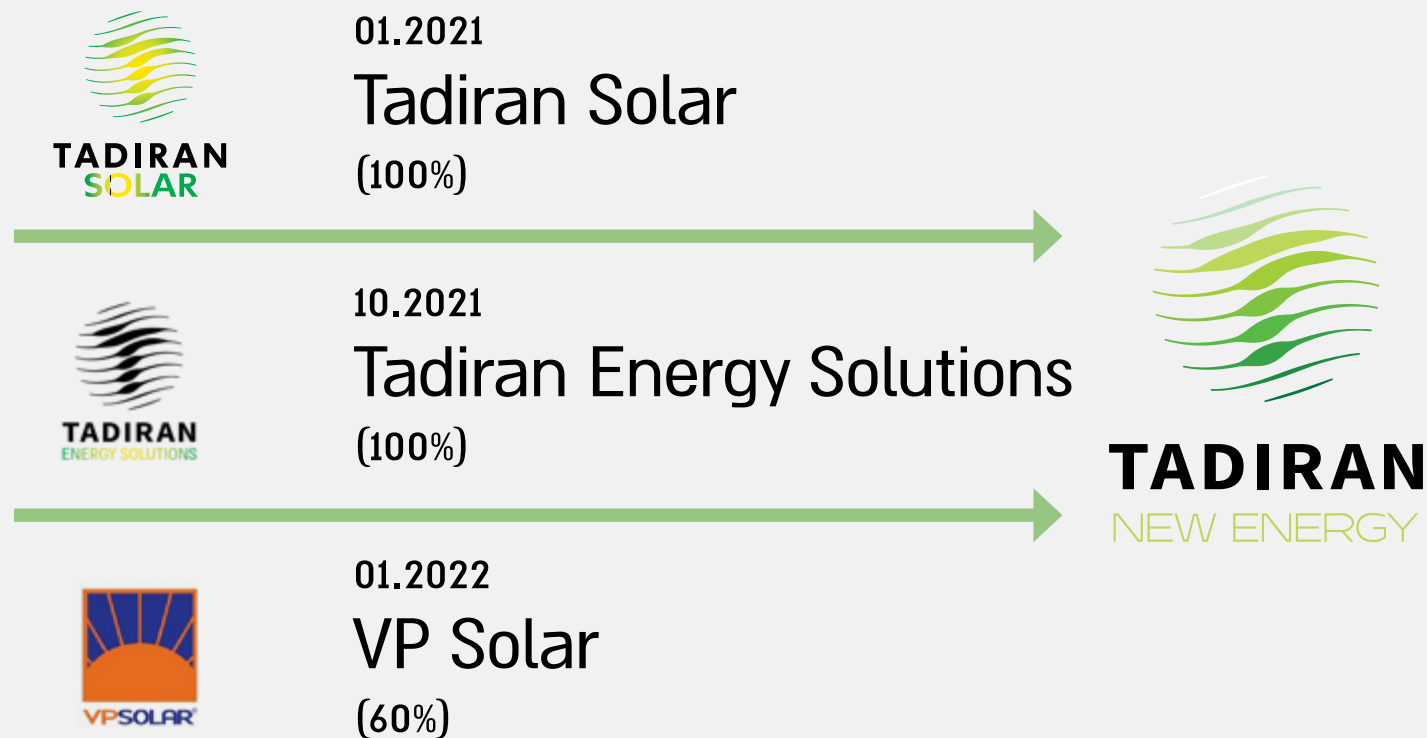 TADIRAN
SOLAR
01.2021
Tadiran Solar
(100%)
TADIRAN
ENERGY SOLUTIONS
10.2021
Tadiran Energy Solutions
(100%)
VPSOLAR
01.2022
VP Solar
(60%)
TADIRAN
NEW ENERGY